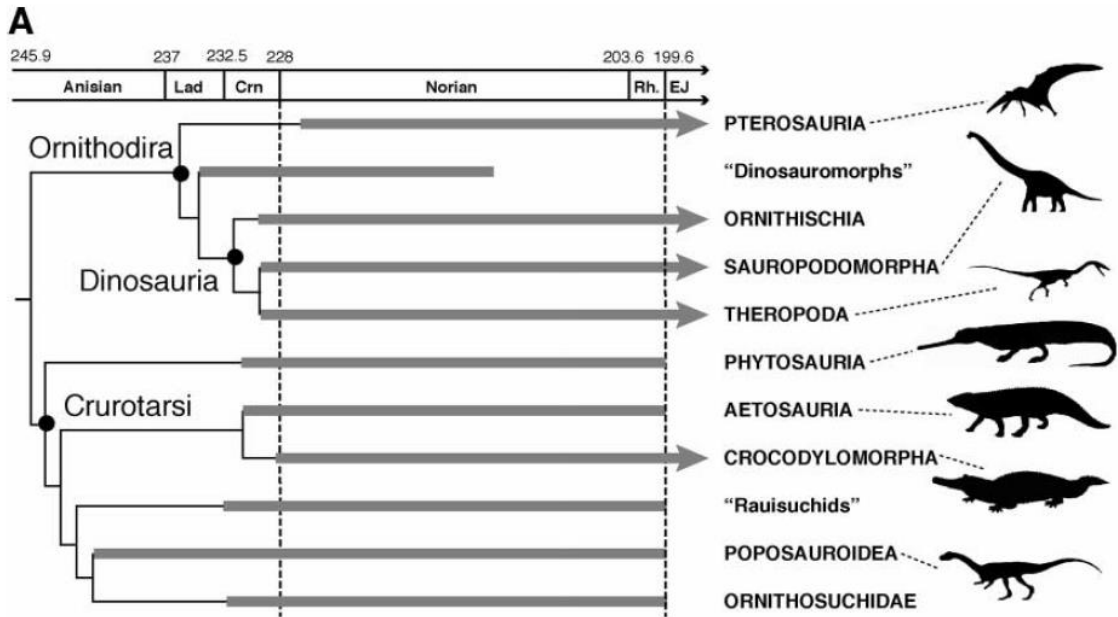 A
245.9 237 232.5 228 203.6 199.6
Anisian Lad Crn Norian Rh. EJ
PTEROSAURIA
Ornithodira
“Dinosauromorphs”
ORNITHISCHIA
Dinosauria
SAUROPODOMORPHA
THEROPODA
PHYTOSAURIA
Crurotarsi
AETOSAURIA
CROCODYLOMORPHA
“Rauisuchids”
POPOSAUROIDEA
ORNITHOSUCHIDAE